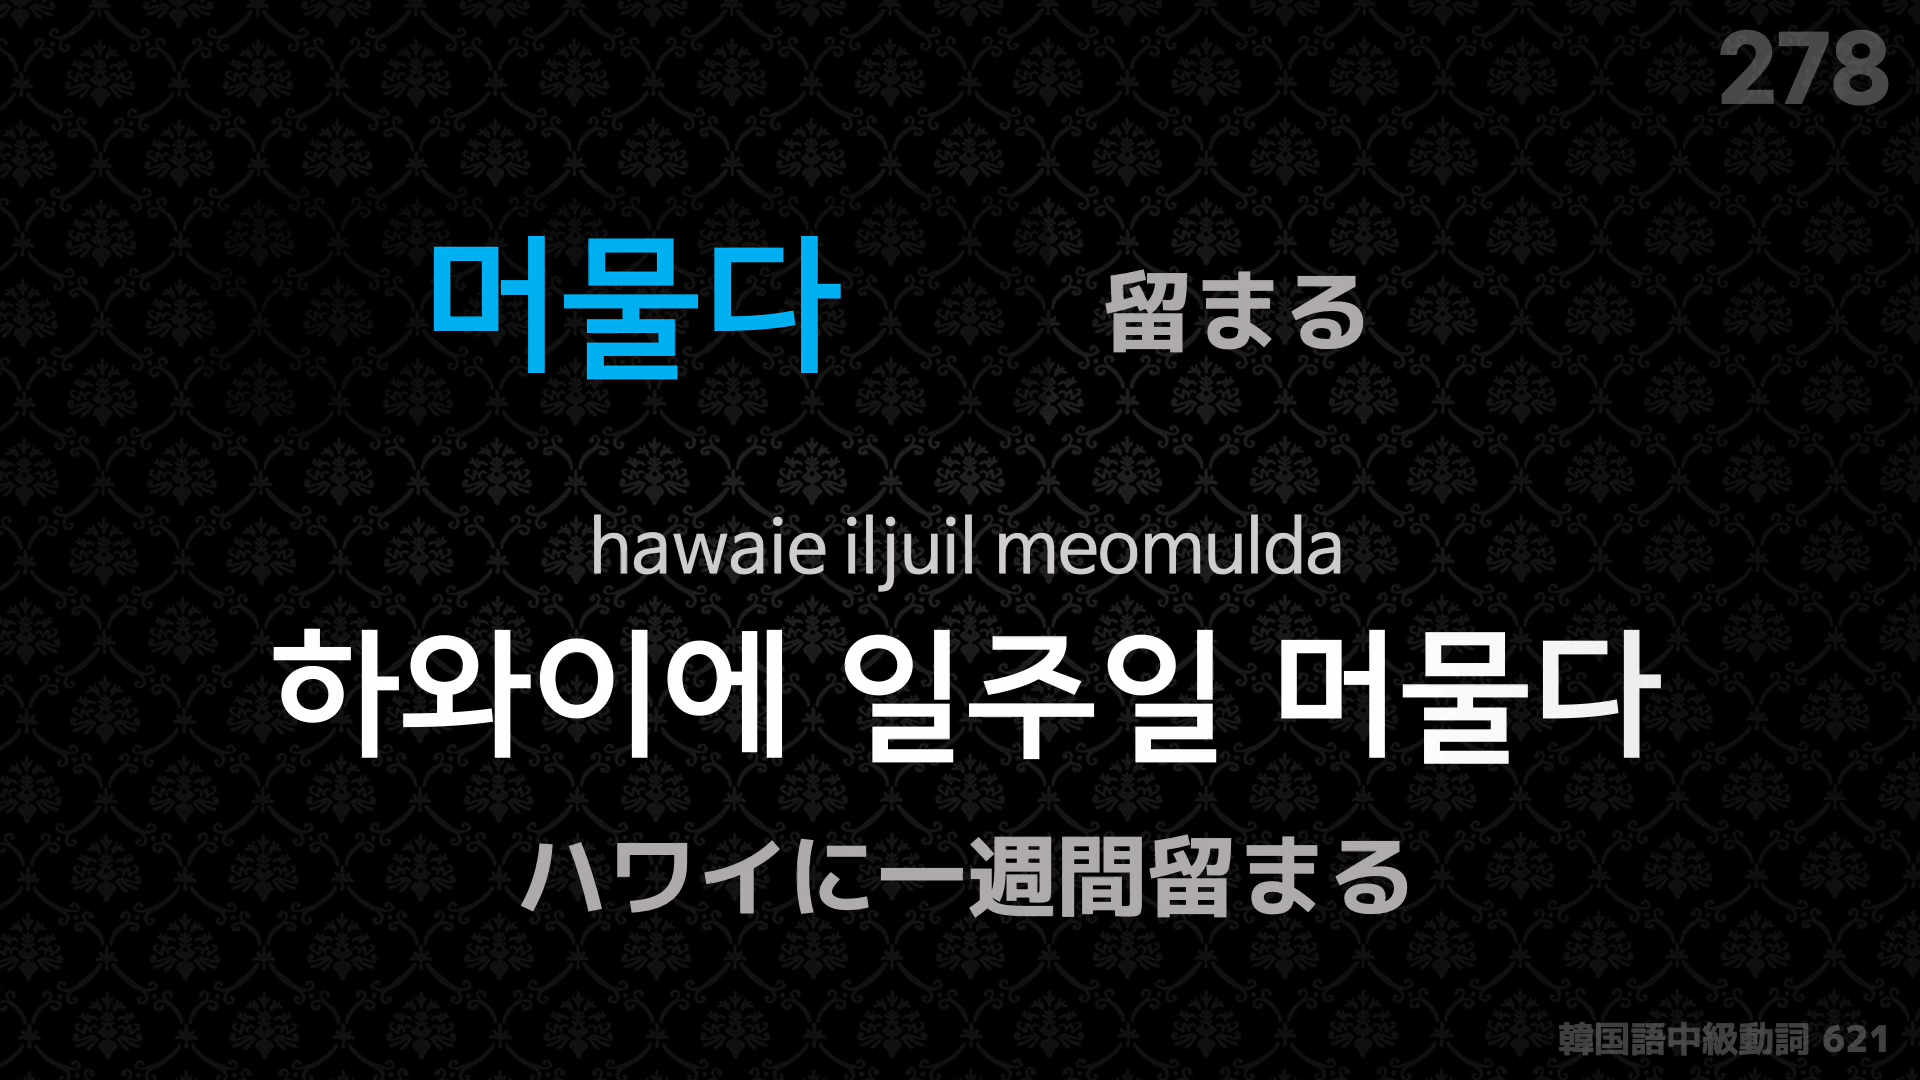 278
머물다 留まる
hawaie iljuil meomulda
하와이에 일주일 머물다
ハワイに一週間留まる
韓国語中級動詞 621